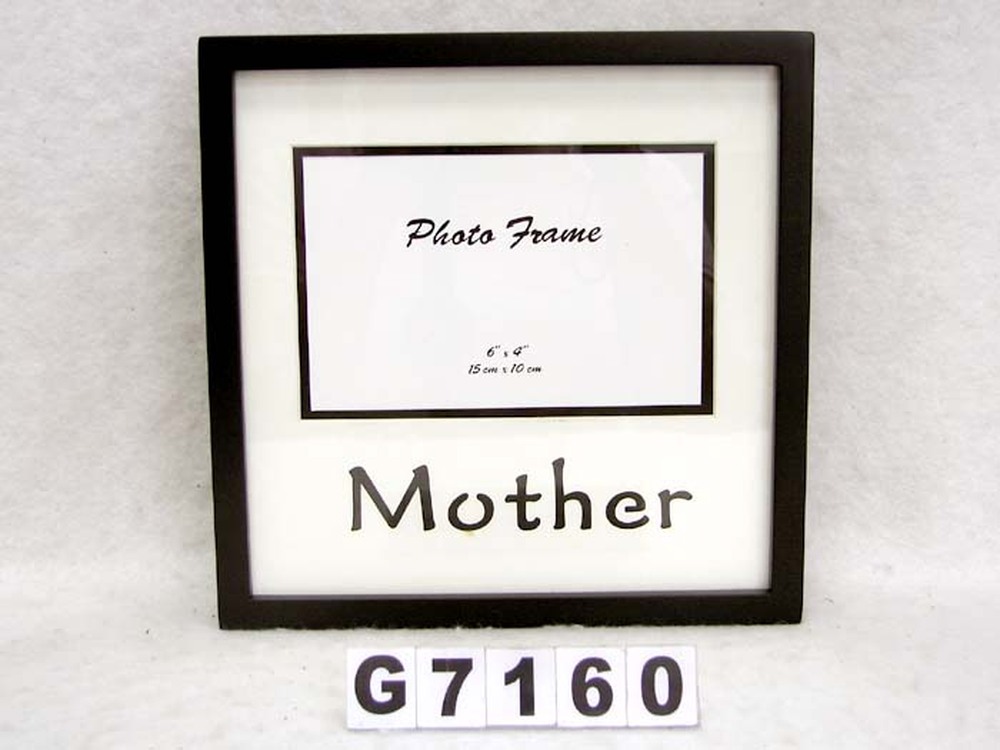 Photo Frame
6" x 4"
15 cm x 10 cm
Mother
G7160